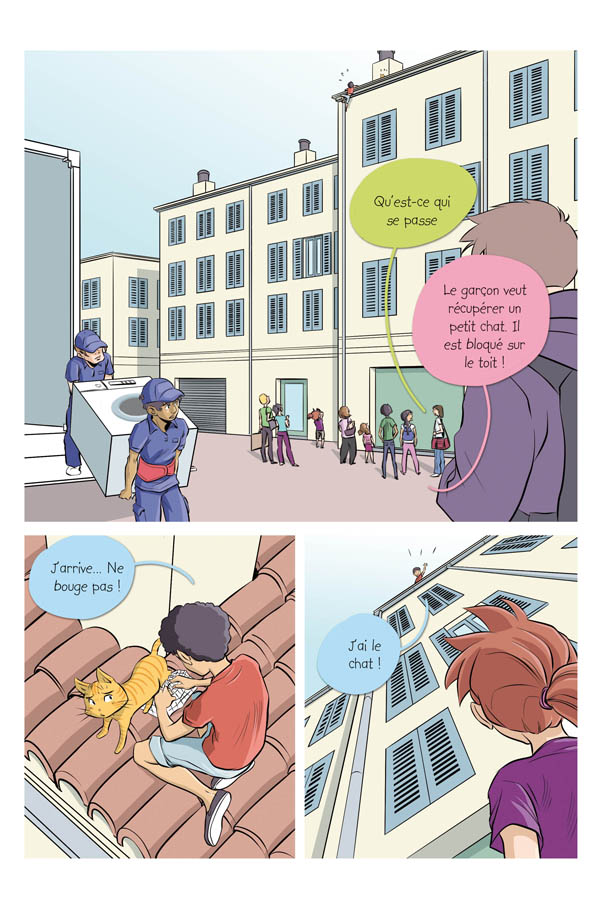 Qu'est-ce qui
se passe
Le garçon veut
récupérer un
petit chat. Il
est bloqué sur
le toit !
J'arrive... Ne
bouge pas !
J'ai le
chat !